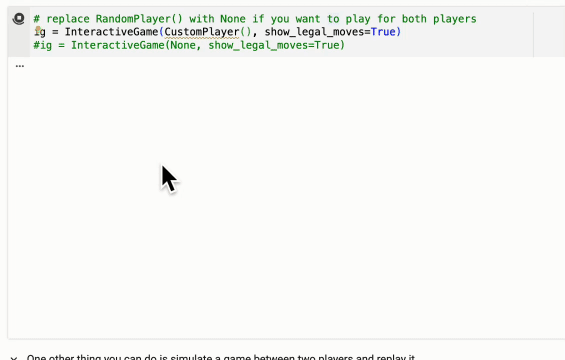 # replace RandomPlayer() with None if you want to play for both players
ig = InteractiveGame(CustomPlayer(), show_legal_moves=True)
#ig = InteractiveGame(None, show_legal_moves=True)
...
One other thing you can do is simulate a game between two players and replay it